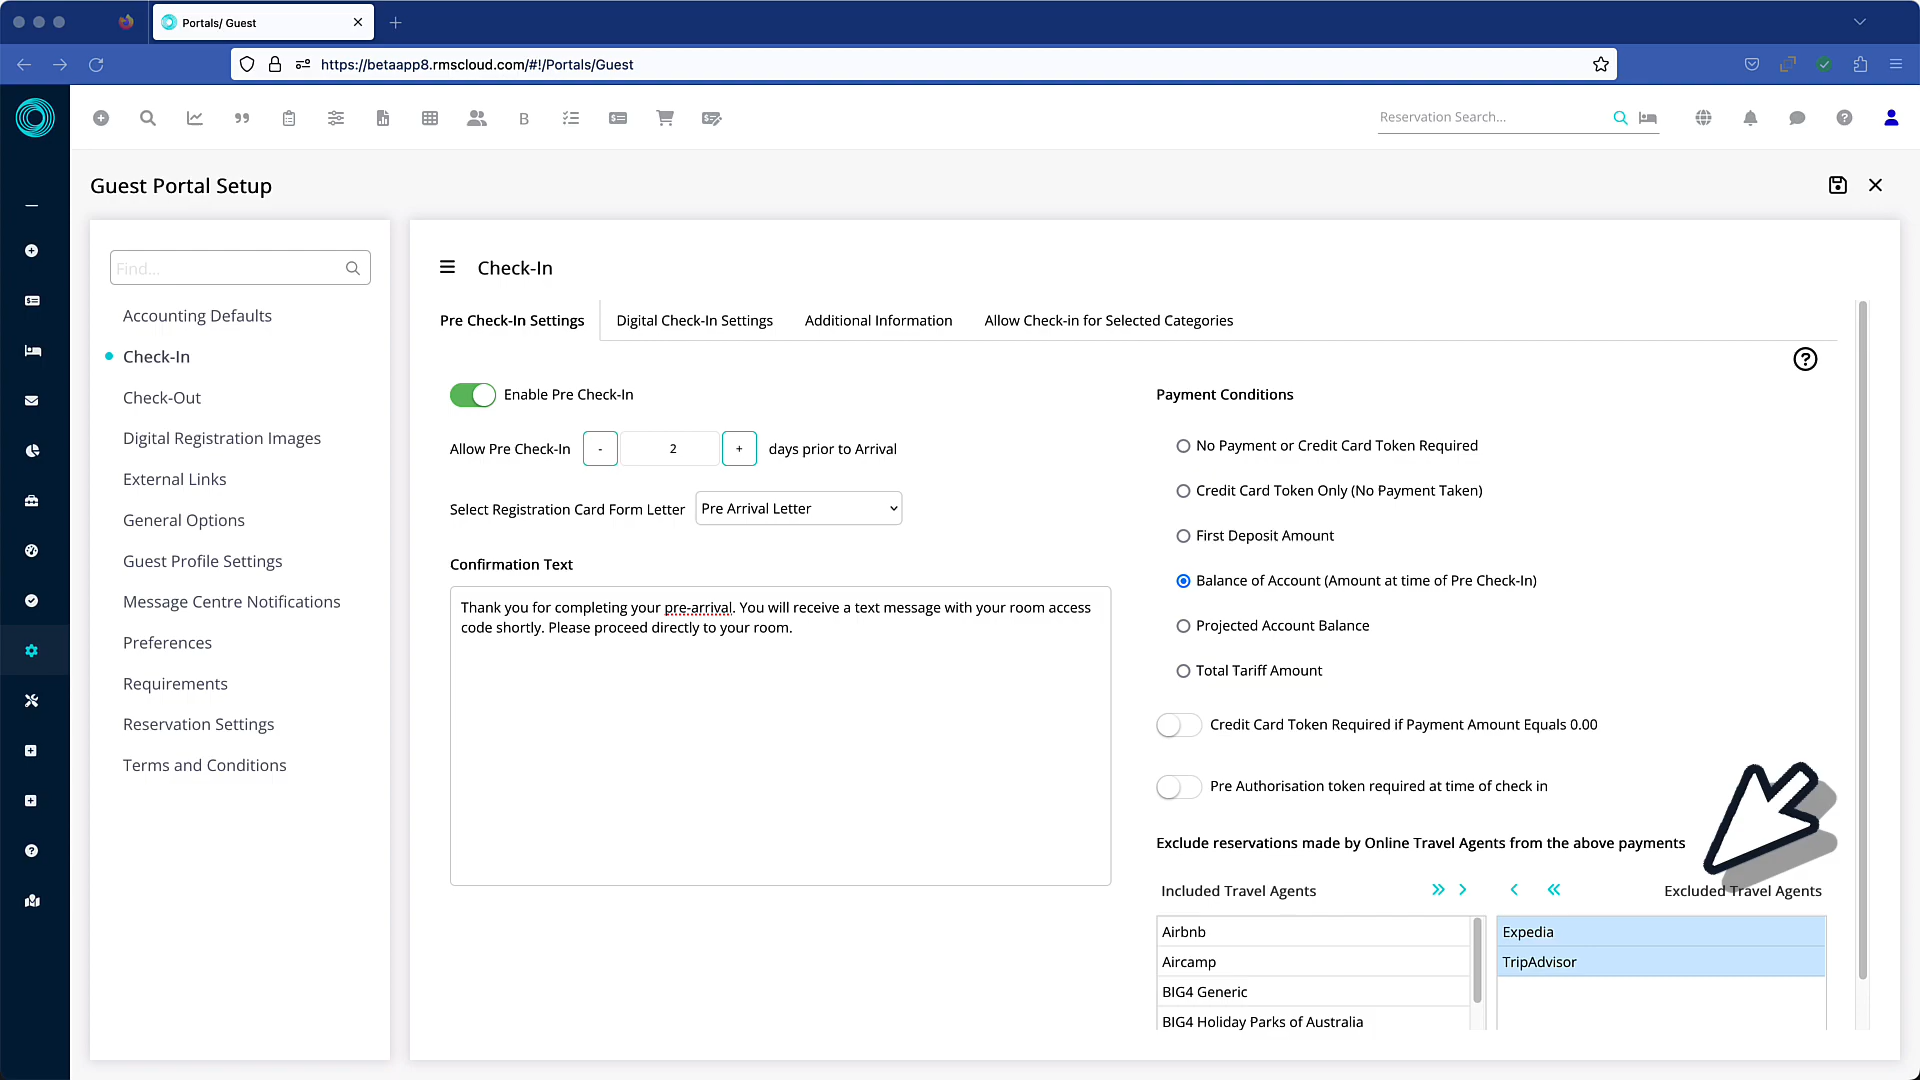 Portals/ Guest
https://betaapp8.rmscloud.com/#!/Portals/Guest
B
Reservation Search...
Guest Portal Setup
Find...
Accounting Defaults
Check-In
Check-Out
Digital Registration Images
External Links
General Options
Guest Profile Settings
Message Centre Notifications
Preferences
Requirements
Reservation Settings
Terms and Conditions
Check-In
Pre Check-In Settings
Digital Check-In Settings
Additional Information
Allow Check-in for Selected Categories
Enable Pre Check-In
Allow Pre Check-In - 2 + days prior to Arrival
Select Registration Card Form Letter Pre Arrival Letter
Confirmation Text
Thank you for completing your pre-arrival. You will receive a text message with your room access
code shortly. Please proceed directly to your room.
Payment Conditions
No Payment or Credit Card Token Required
Credit Card Token Only (No Payment Taken)
First Deposit Amount
Balance of Account (Amount at time of Pre Check-In)
Projected Account Balance
Total Tariff Amount
Credit Card Token Required if Payment Amount Equals 0.00
Pre Authorisation token required at time of check in
Exclude reservations made by Online Travel Agents from the above payments
Included Travel Agents
Excluded Travel Agents
Airbnb
Aircamp
BIG4 Generic
BIG4 Holiday Parks of Australia
Expedia
TripAdvisor